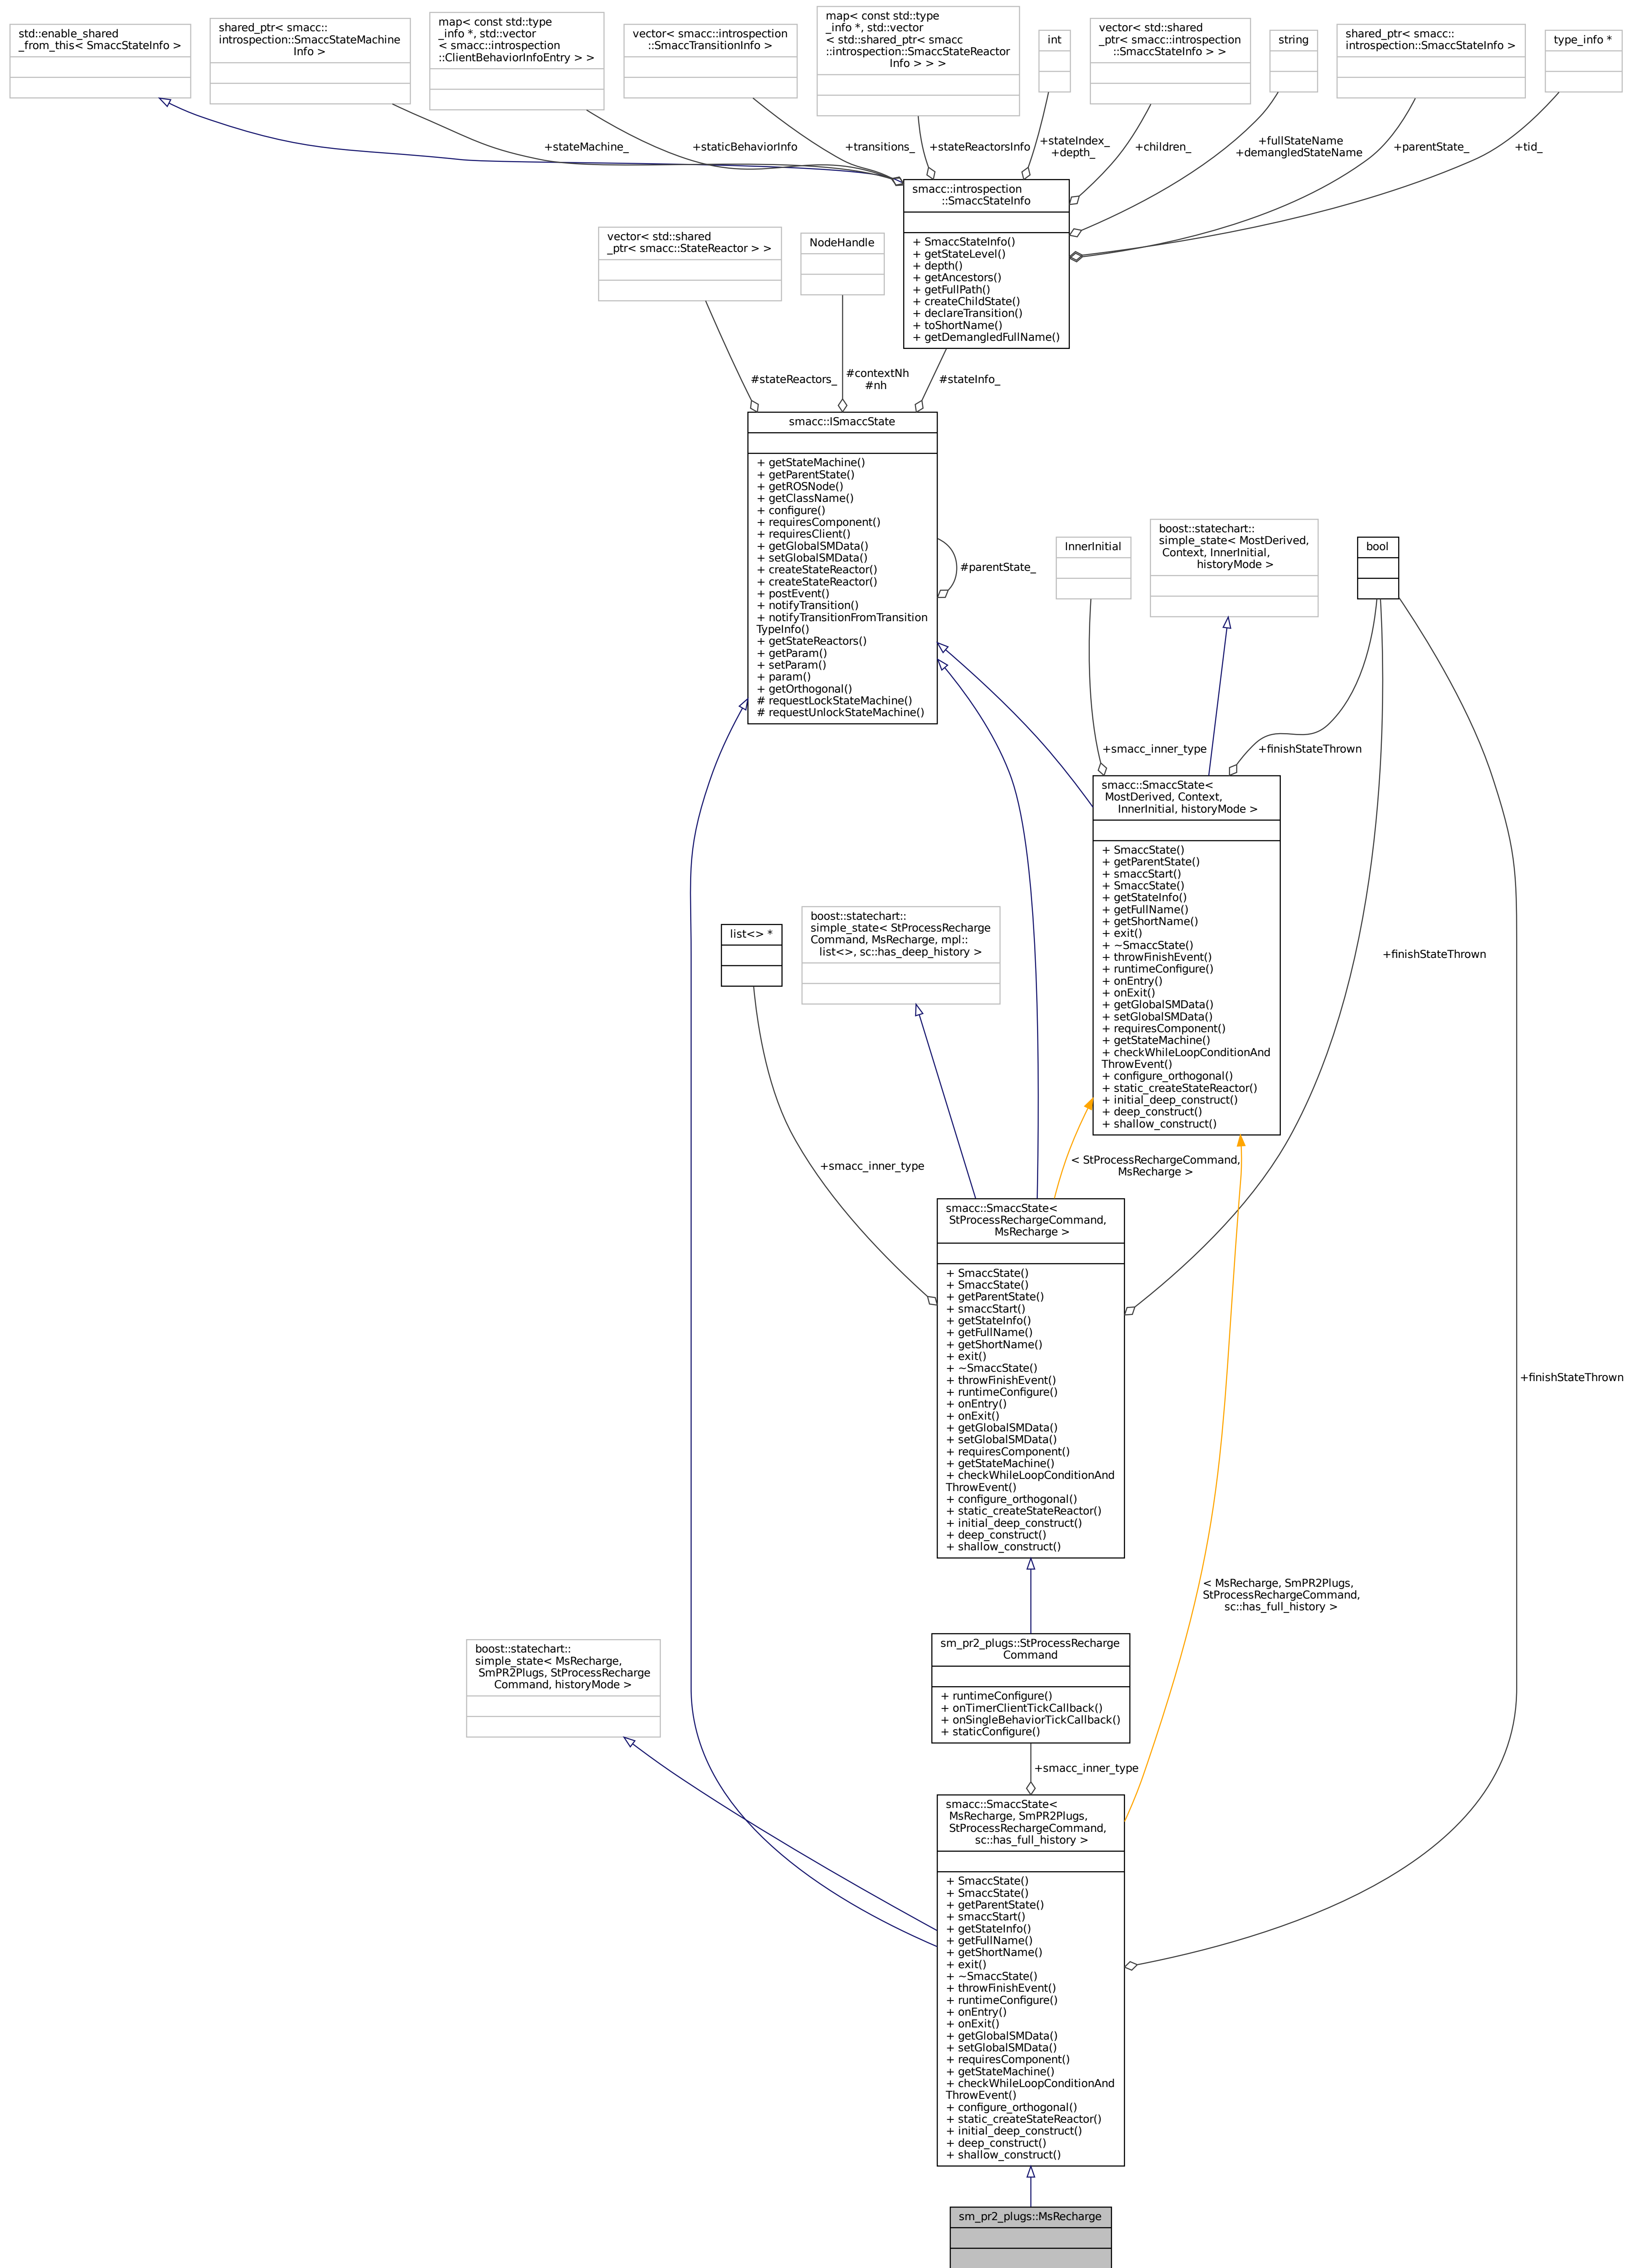 std::enable_shared
_from_this< SmaccStateInfo >
shared_ptr< smacc::
introspection::SmaccStateMachine
Info >
map< const std::type
_info *, std::vector
< smacc::introspection
::ClientBehaviorInfoEntry > >
vector< smacc::introspection
::SmaccTransitionInfo >
map< const std::type
_info *, std::vector
< std::shared_ptr< smacc
::introspection::SmaccStateReactor
Info > > >
int
vector< std::shared
_ptr< smacc::introspection
::SmaccStateInfo > >
string
shared_ptr< smacc::
introspection::SmaccStateInfo >
type_info *
+stateMachine_
+staticBehaviorInfo
+transitions_
+stateReactorsInfo
+stateIndex_
+depth_
+children_
+fullStateName
+demangledStateName
+parentState_
+tid_
smacc::introspection
::SmaccStateInfo
+ SmaccStateInfo()
+ getStateLevel()
+ depth()
+ getAncestors()
+ getFullPath()
+ createChildState()
+ declareTransition()
+ toShortName()
+ getDemangledFullName()
vector< std::shared
_ptr< smacc::StateReactor > >
NodeHandle
#stateReactors_
#contextNh
#nh
#stateInfo_
smacc::ISmaccState
+ getStateMachine()
+ getParentState()
+ getROSNode()
+ getClassName()
+ configure()
+ requiresComponent()
+ requiresClient()
+ getGlobalSMData()
+ setGlobalSMData()
+ createStateReactor()
+ createStateReactor()
+ postEvent()
+ notifyTransition()
+ notifyTransitionFromTransition
TypeInfo()
+ getStateReactors()
+ getParam()
+ setParam()
+ param()
+ getOrthogonal()
# requestLockStateMachine()
# requestUnlockStateMachine()
#parentState_
InnerInitial
boost::statechart::
simple_state< MostDerived,
Context, InnerInitial,
historyMode >
bool
+smacc_inner_type
+finishStateThrown
smacc::SmaccState<
MostDerived, Context,
InnerInitial, historyMode >
+ SmaccState()
+ getParentState()
+ smaccStart()
+ SmaccState()
+ getStateInfo()
+ getFullName()
+ getShortName()
+ exit()
+ ~SmaccState()
+ throwFinishEvent()
+ runtimeConfigure()
+ onEntry()
+ onExit()
+ getGlobalSMData()
+ setGlobalSMData()
+ requiresComponent()
+ getStateMachine()
+ checkWhileLoopConditionAnd
ThrowEvent()
+ configure_orthogonal()
+ static_createStateReactor()
+ initial_deep_construct()
+ deep_construct()
+ shallow_construct()
list<> *
boost::statechart::
simple_state< StProcessRecharge
Command, MsRecharge, mpl::
list<>, sc::has_deep_history >
+finishStateThrown
+smacc_inner_type
< StProcessRechargeCommand,
MsRecharge >
smacc::SmaccState<
StProcessRechargeCommand,
MsRecharge >
+ SmaccState()
+ SmaccState()
+ getParentState()
+ smaccStart()
+ getStateInfo()
+ getFullName()
+ getShortName()
+ exit()
+ ~SmaccState()
+ throwFinishEvent()
+ runtimeConfigure()
+ onEntry()
+ onExit()
+ getGlobalSMData()
+ setGlobalSMData()
+ requiresComponent()
+ getStateMachine()
+ checkWhileLoopConditionAnd
ThrowEvent()
+ configure_orthogonal()
+ static_createStateReactor()
+ initial_deep_construct()
+ deep_construct()
+ shallow_construct()
+finishStateThrown
< MsRecharge, SmPR2Plugs,
StProcessRechargeCommand,
sc::has_full_history >
sm_pr2_plugs::StProcessRecharge
Command
+ runtimeConfigure()
+ onTimerClientTickCallback()
+ onSingleBehaviorTickCallback()
+ staticConfigure()
boost::statechart::
simple_state< MsRecharge,
SmPR2Plugs, StProcessRecharge
Command, historyMode >
+smacc_inner_type
smacc::SmaccState<
MsRecharge, SmPR2Plugs,
StProcessRechargeCommand,
sc::has_full_history >
+ SmaccState()
+ SmaccState()
+ getParentState()
+ smaccStart()
+ getStateInfo()
+ getFullName()
+ getShortName()
+ exit()
+ ~SmaccState()
+ throwFinishEvent()
+ runtimeConfigure()
+ onEntry()
+ onExit()
+ getGlobalSMData()
+ setGlobalSMData()
+ requiresComponent()
+ getStateMachine()
+ checkWhileLoopConditionAnd
ThrowEvent()
+ configure_orthogonal()
+ static_createStateReactor()
+ initial_deep_construct()
+ deep_construct()
+ shallow_construct()
sm_pr2_plugs::MsRecharge